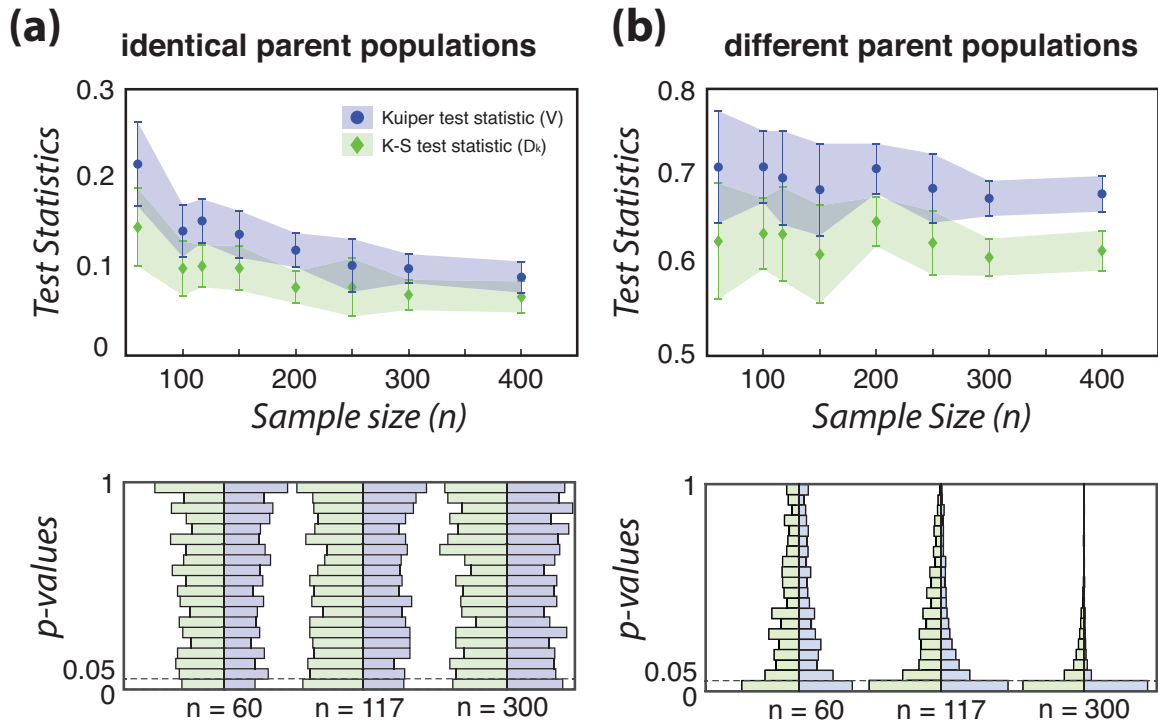 (a)
identical parent populations
0.3
0.2
0.1
0
Test Statistics
Kuiper test statistic (V)
K-S test statistic (Dk)
100
200
300
400
Sample size (n)
1
0.05
0
p-values
n = 60
n = 117
n = 300
(b)
different parent populations
0.8
0.7
0.6
0.5
Test Statistics
100
200
300
400
Sample Size (n)
1
0.05
0
p-values
n = 60
n = 117
n = 300